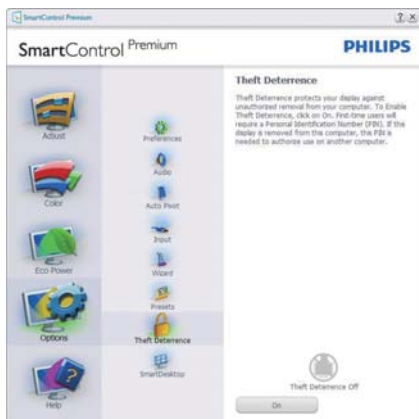 SmartControl Premium
SmartControl Premium
PHILIPS
Adjust
Color
Eco Power
Options
Help
Preferences
Audio
Auto Pivot
Input
Wizard
Presets
Theft Deterrence
SmartDesktop
Theft Deterrence
Theft Deterrence protects your display against
unauthorized removal from your computer. To Enable
Theft Deterrence, click on On. First-time users will
require a Personal Identification Number (PIN). If the
display is removed from this computer, this PIN is
needed to authorize use on another computer.
Theft Deterrence Off
On